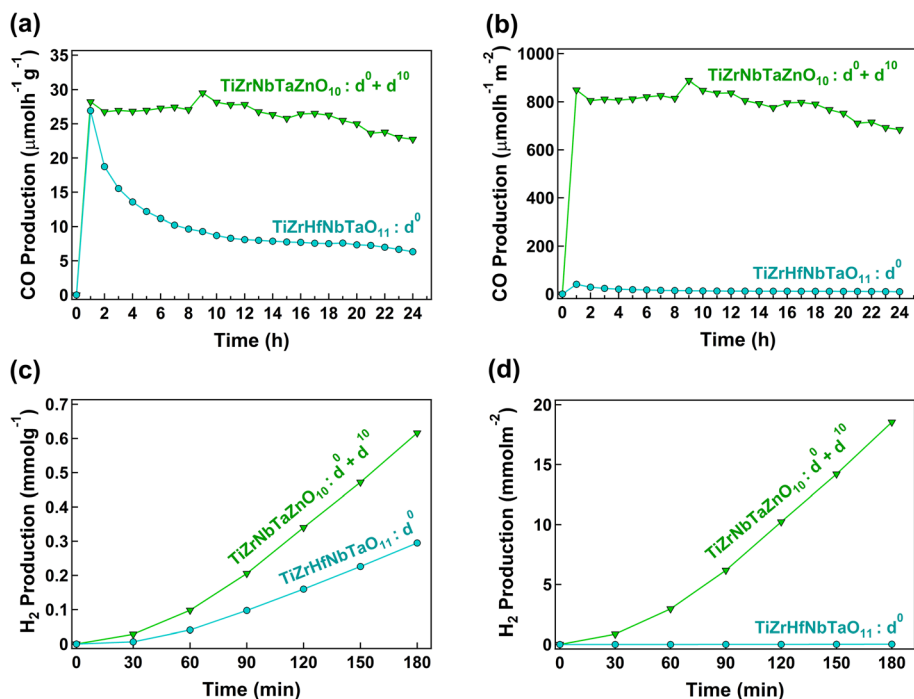 (a)
CO Production (μmolh⁻¹ g⁻¹)
35
30
25
20
15
10
5
0
TiZrNbTaZnO₁₀ : d⁰ + d¹⁰
TiZrHfNbTaO₁₁ : d⁰
0 2 4 6 8 10 12 14 16 18 20 22 24
Time (h)
(b)
CO Production (μmolh⁻¹ m⁻²)
1000
800
600
400
200
0
TiZrNbTaZnO₁₀ : d⁰ + d¹⁰
TiZrHfNbTaO₁₁ : d⁰
0 2 4 6 8 10 12 14 16 18 20 22 24
Time (h)
(c)
H₂ Production (mmolg⁻¹)
0.7
0.6
0.5
0.4
0.3
0.2
0.1
0
TiZrNbTaZnO₁₀ : d⁰ + d¹⁰
TiZrHfNbTaO₁₁ : d⁰
0 30 60 90 120 150 180
Time (min)
(d)
H₂ Production (mmolm⁻²)
20
15
10
5
0
TiZrNbTaZnO₁₀ : d⁰ + d¹⁰
TiZrHfNbTaO₁₁ : d⁰
0 30 60 90 120 150 180
Time (min)